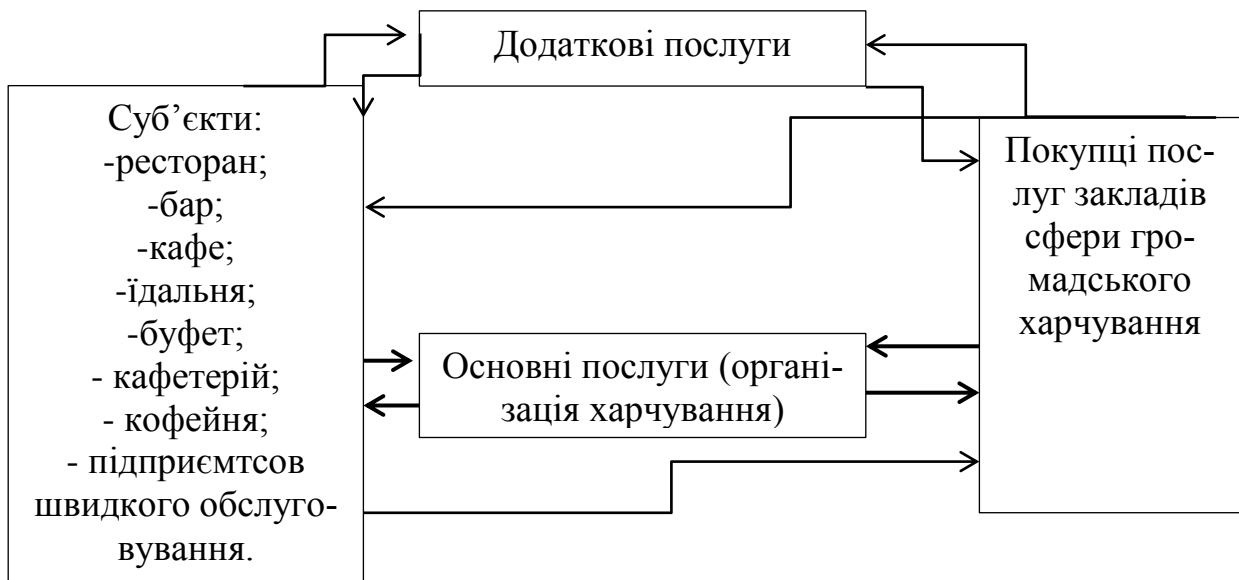 Додаткові послуги
Суб’єкти:
-ресторан;
-бар;
-кафе;
-їдальня;
-буфет;
- кафетерій;
- кофейня;
- підприємтсов
швидкого обслуго-
вування.
Основні послуги (органі-
зація харчування)
Покупці пос-
луг закладів
сфери гро-
мадського
харчування